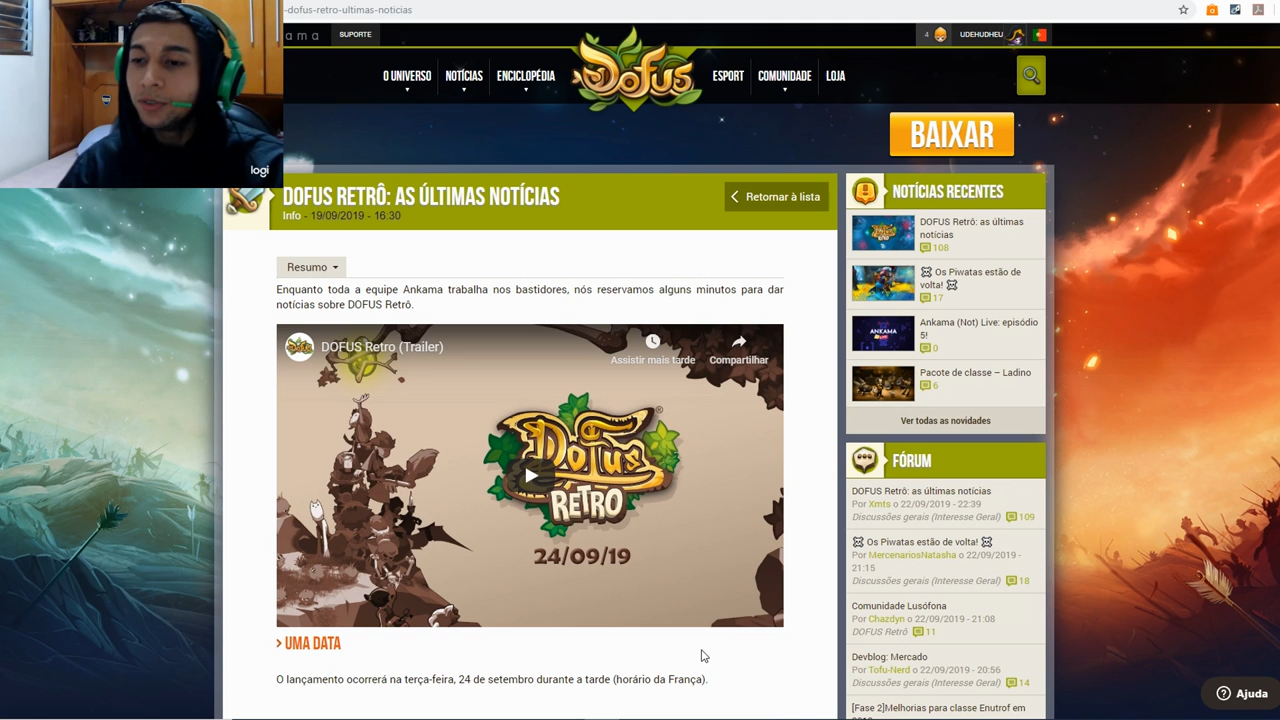 -dofus-retro-ultimas-noticias
ama
SUPORTE
4
UDEHUDHEU
O UNIVERSO
NOTÍCIAS
ENCICLOPÉDIA
DOFUS
ESPORT
COMUNIDADE
LOJA
BAIXAR
logi
DOFUS RETRÔ: AS ÚLTIMAS NOTÍCIAS
Info - 19/09/2019 - 16:30
Retornar à lista
Resumo
Enquanto toda a equipe Ankama trabalha nos bastidores, nós reservamos alguns minutos para dar
notícias sobre DOFUS Retrô.
DOFUS Retro (Trailer)
Assistir mais tarde
Compartilhar
DOFUS
RETRO
24/09/19
UMA DATA
O lançamento ocorrerá na terça-feira, 24 de setembro durante a tarde (horário da França).
NOTÍCIAS RECENTES
DOFUS Retrô: as últimas
notícias
108
Os Piwatas estão de
volta!
17
ANKAMA
LIVE
Ankama (Not) Live: episódio
5!
0
Pacote de classe – Ladino
6
Ver todas as novidades
FÓRUM
DOFUS Retrô: as últimas notícias
Por Xmts o 22/09/2019 - 22:39
Discussões gerais (Interesse Geral) 109
Os Piwatas estão de volta!
Por MercenariosNatasha o 22/09/2019 -
21:15
Discussões gerais (Interesse Geral) 18
Comunidade Lusófona
Por Chazdyn o 22/09/2019 - 21:08
DOFUS Retrô 11
Devblog: Mercado
Por Tofu-Nerd o 22/09/2019 - 20:56
Discussões gerais (Interesse Geral) 14
[Fase 2]Melhorias para classe Enutrof em
Ajuda